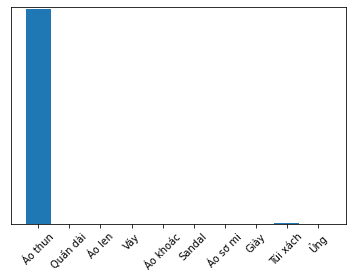 Áo thun
Quần dài
Áo len
Váy
Áo khoác
Sandal
Áo sơ mi
Giày
Túi xách
Ủng